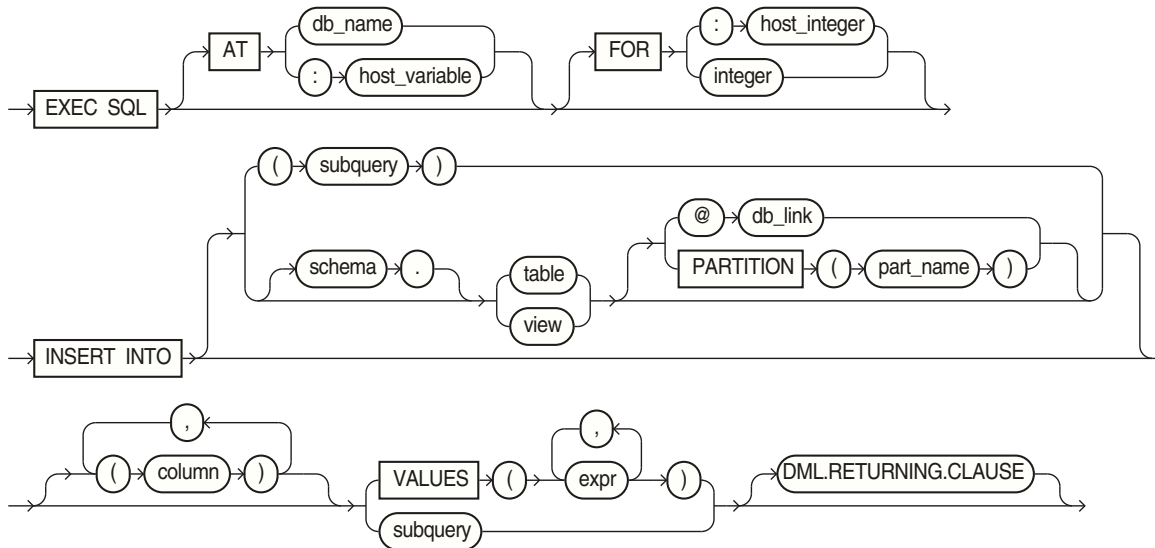 db_name
AT
: host_variable
EXEC SQL
: host_integer
FOR
integer
( subquery )
@ db_link
schema .
table
view
PARTITION ( part_name )
INSERT INTO
,
( column )
,
VALUES ( expr )
subquery
DML.RETURNING.CLAUSE